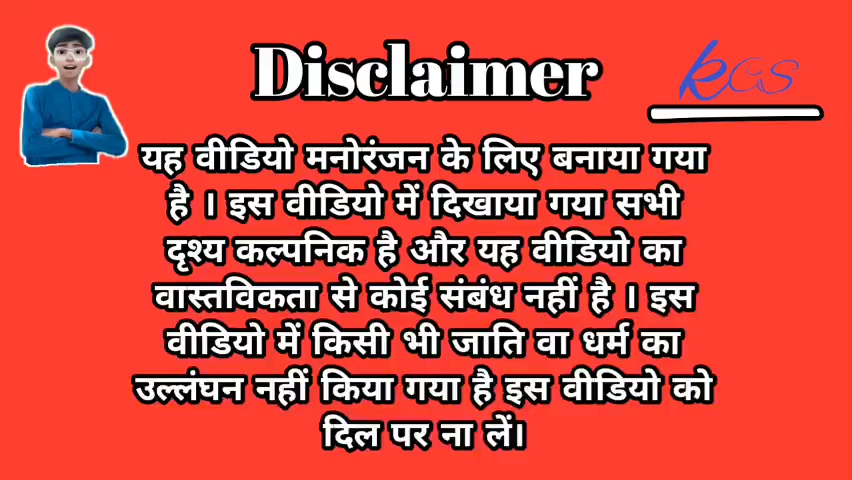 Disclaimer
kGS
यह वीडियो मनोरंजन के लिए बनाया गया
है । इस वीडियो में दिखाया गया सभी
दृश्य कल्पनिक है और यह वीडियो का
वास्तविकता से कोई संबंध नहीं है । इस
वीडियो में किसी भी जाति वा धर्म का
उल्लंघन नहीं किया गया है इस वीडियो को
दिल पर ना लें।